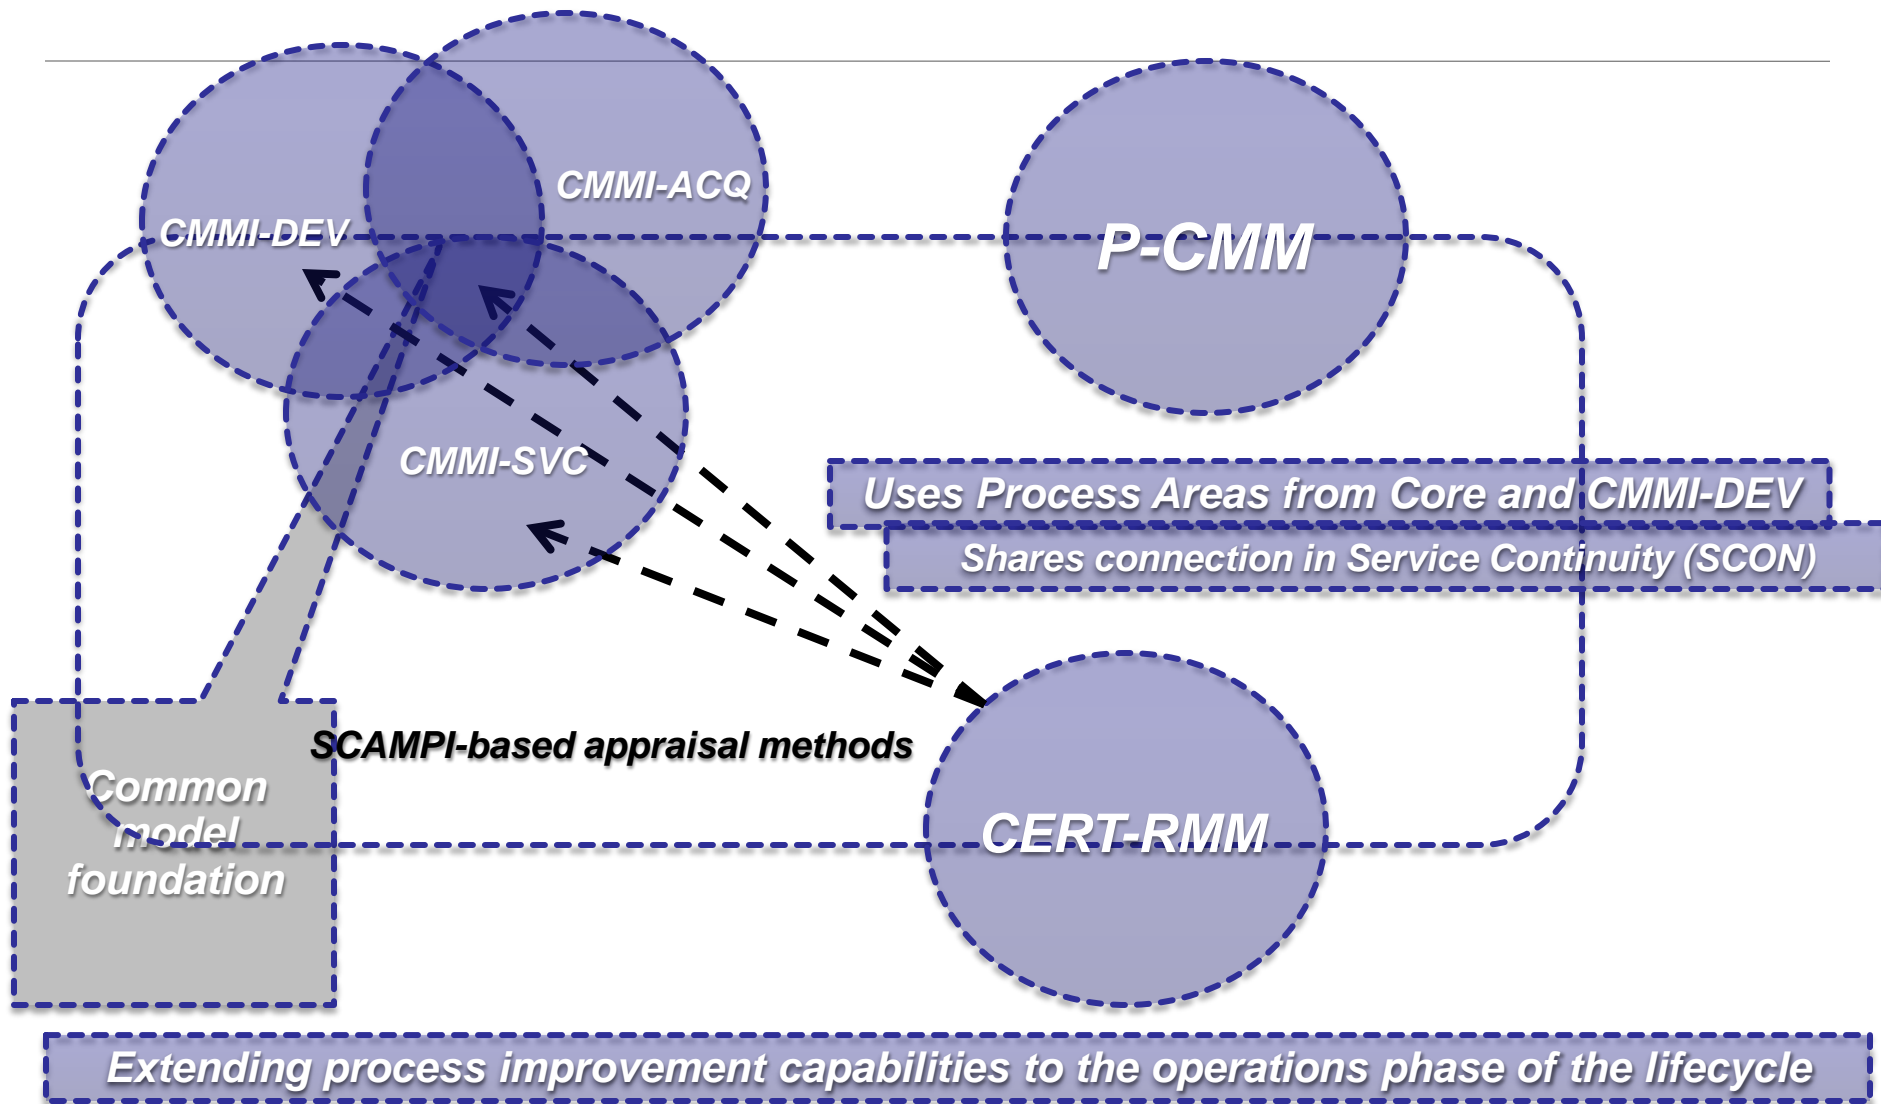 CMMI-ACQ
CMMI-DEV
P-CMM
CMMI-SVC
Uses Process Areas from Core and CMMI-DEV
Shares connection in Service Continuity (SCON)
SCAMPI-based appraisal methods
Common
model
foundation
CERT-RMM
Extending process improvement capabilities to the operations phase of the lifecycle